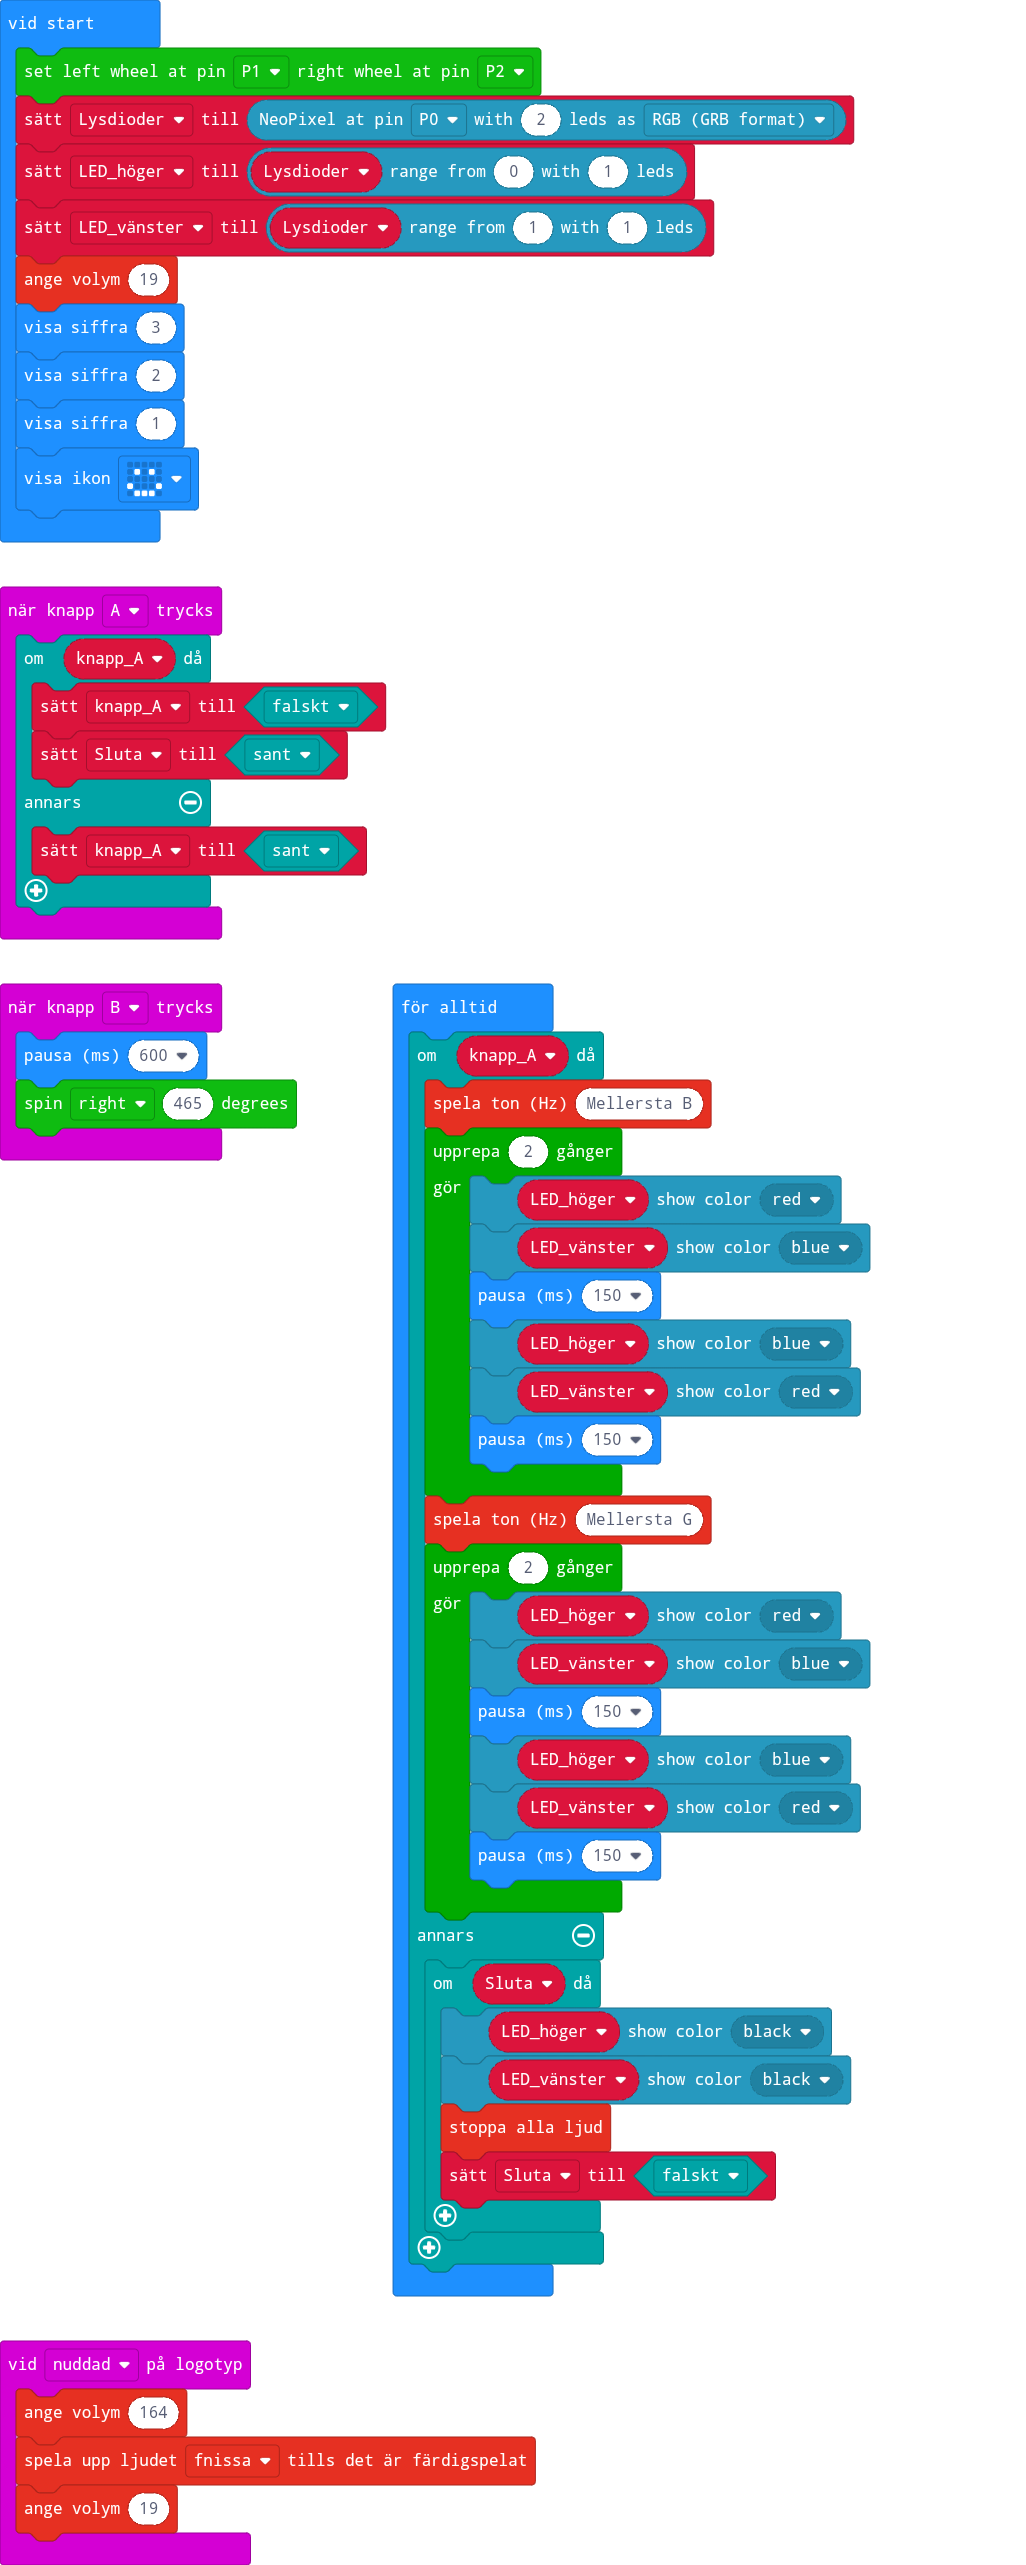 vid start
set left wheel at pin P1 right wheel at pin P2
sätt Lysdioder till NeoPixel at pin P0 with 2 leds as RGB (GRB format)
sätt LED_höger till Lysdioder range from 0 with 1 leds
sätt LED_vänster till Lysdioder range from 1 with 1 leds
ange volym 19
visa siffra 3
visa siffra 2
visa siffra 1
visa ikon
när knapp A trycks
om knapp_A då
sätt knapp_A till falskt
sätt Sluta till sant
annars
sätt knapp_A till sant
när knapp B trycks
pausa (ms) 600
spin right 465 degrees
för alltid
om knapp_A då
spela ton (Hz) Mellersta B
upprepa 2 gånger
gör LED_höger show color red
LED_vänster show color blue
pausa (ms) 150
LED_höger show color blue
LED_vänster show color red
pausa (ms) 150
spela ton (Hz) Mellersta G
upprepa 2 gånger
gör LED_höger show color red
LED_vänster show color blue
pausa (ms) 150
LED_höger show color blue
LED_vänster show color red
pausa (ms) 150
annars
om Sluta då
LED_höger show color black
LED_vänster show color black
stoppa alla ljud
sätt Sluta till falskt
vid nuddad på logotyp
ange volym 164
spela upp ljudet fnissa tills det är färdigspelat
ange volym 19